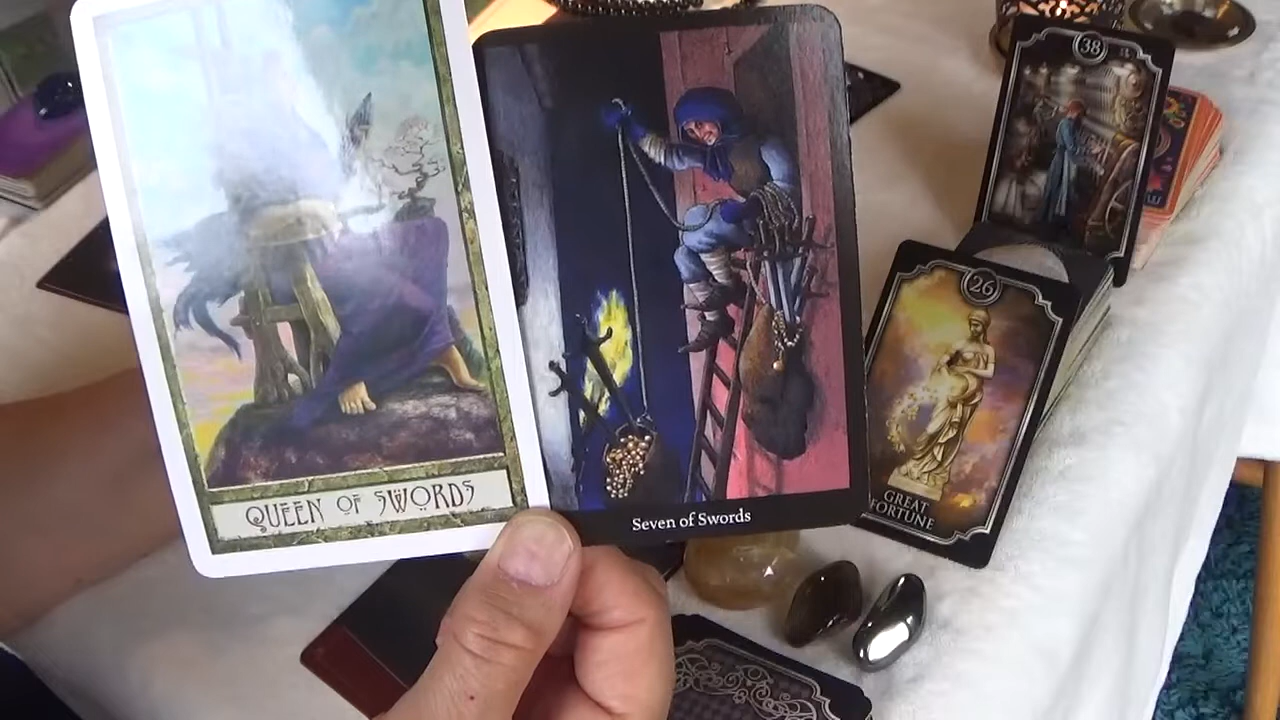 QUEEN OF SWORDS
Seven of Swords
38
26
GREAT
FORTUNE